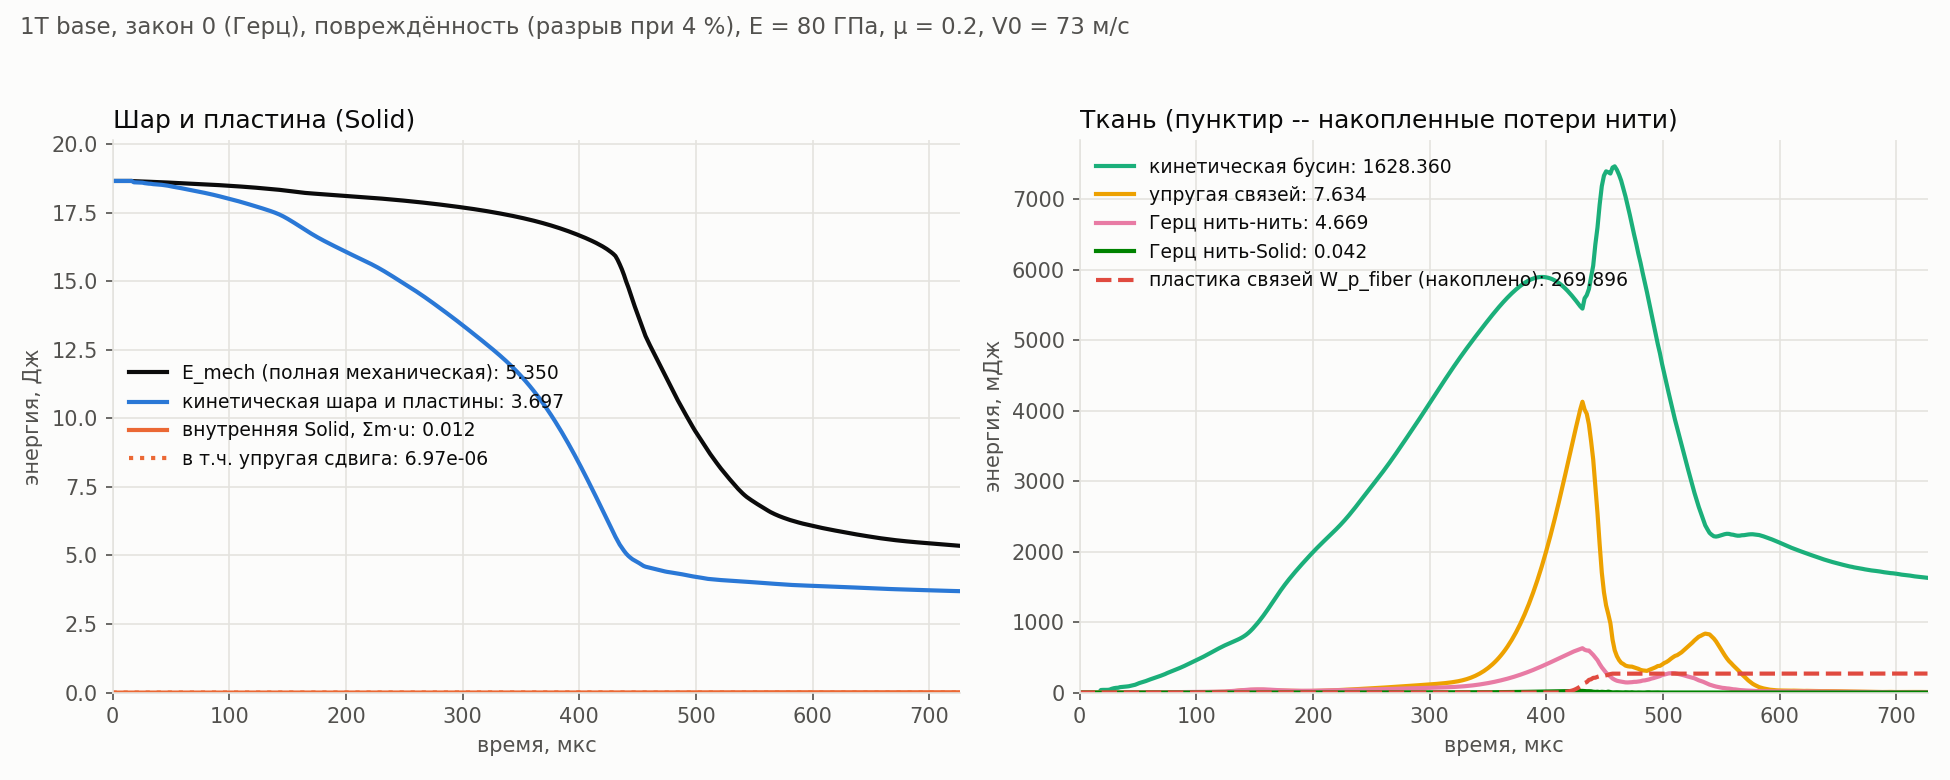 1T base, закон 0 (Герц), повреждённость (разрыв при 4 %), E = 80 ГПа, μ = 0.2, V0 = 73 м/с
Шар и пластина (Solid)
энергия, Дж
20.0
17.5
15.0
12.5
10.0
7.5
5.0
2.5
0.0
E_mech (полная механическая): 5.350
кинетическая шара и пластины: 3.697
внутренняя Solid, Σm·u: 0.012
в т.ч. упругая сдвига: 6.97e-06
0 100 200 300 400 500 600 700
время, мкс
Ткань (пунктир -- накопленные потери нити)
энергия, мДж
7000
6000
5000
4000
3000
2000
1000
0
кинетическая бусин: 1628.360
упругая связей: 7.634
Герц нить-нить: 4.669
Герц нить-Solid: 0.042
пластика связей W_p_fiber (накоплено): 269.896
0 100 200 300 400 500 600 700
время, мкс